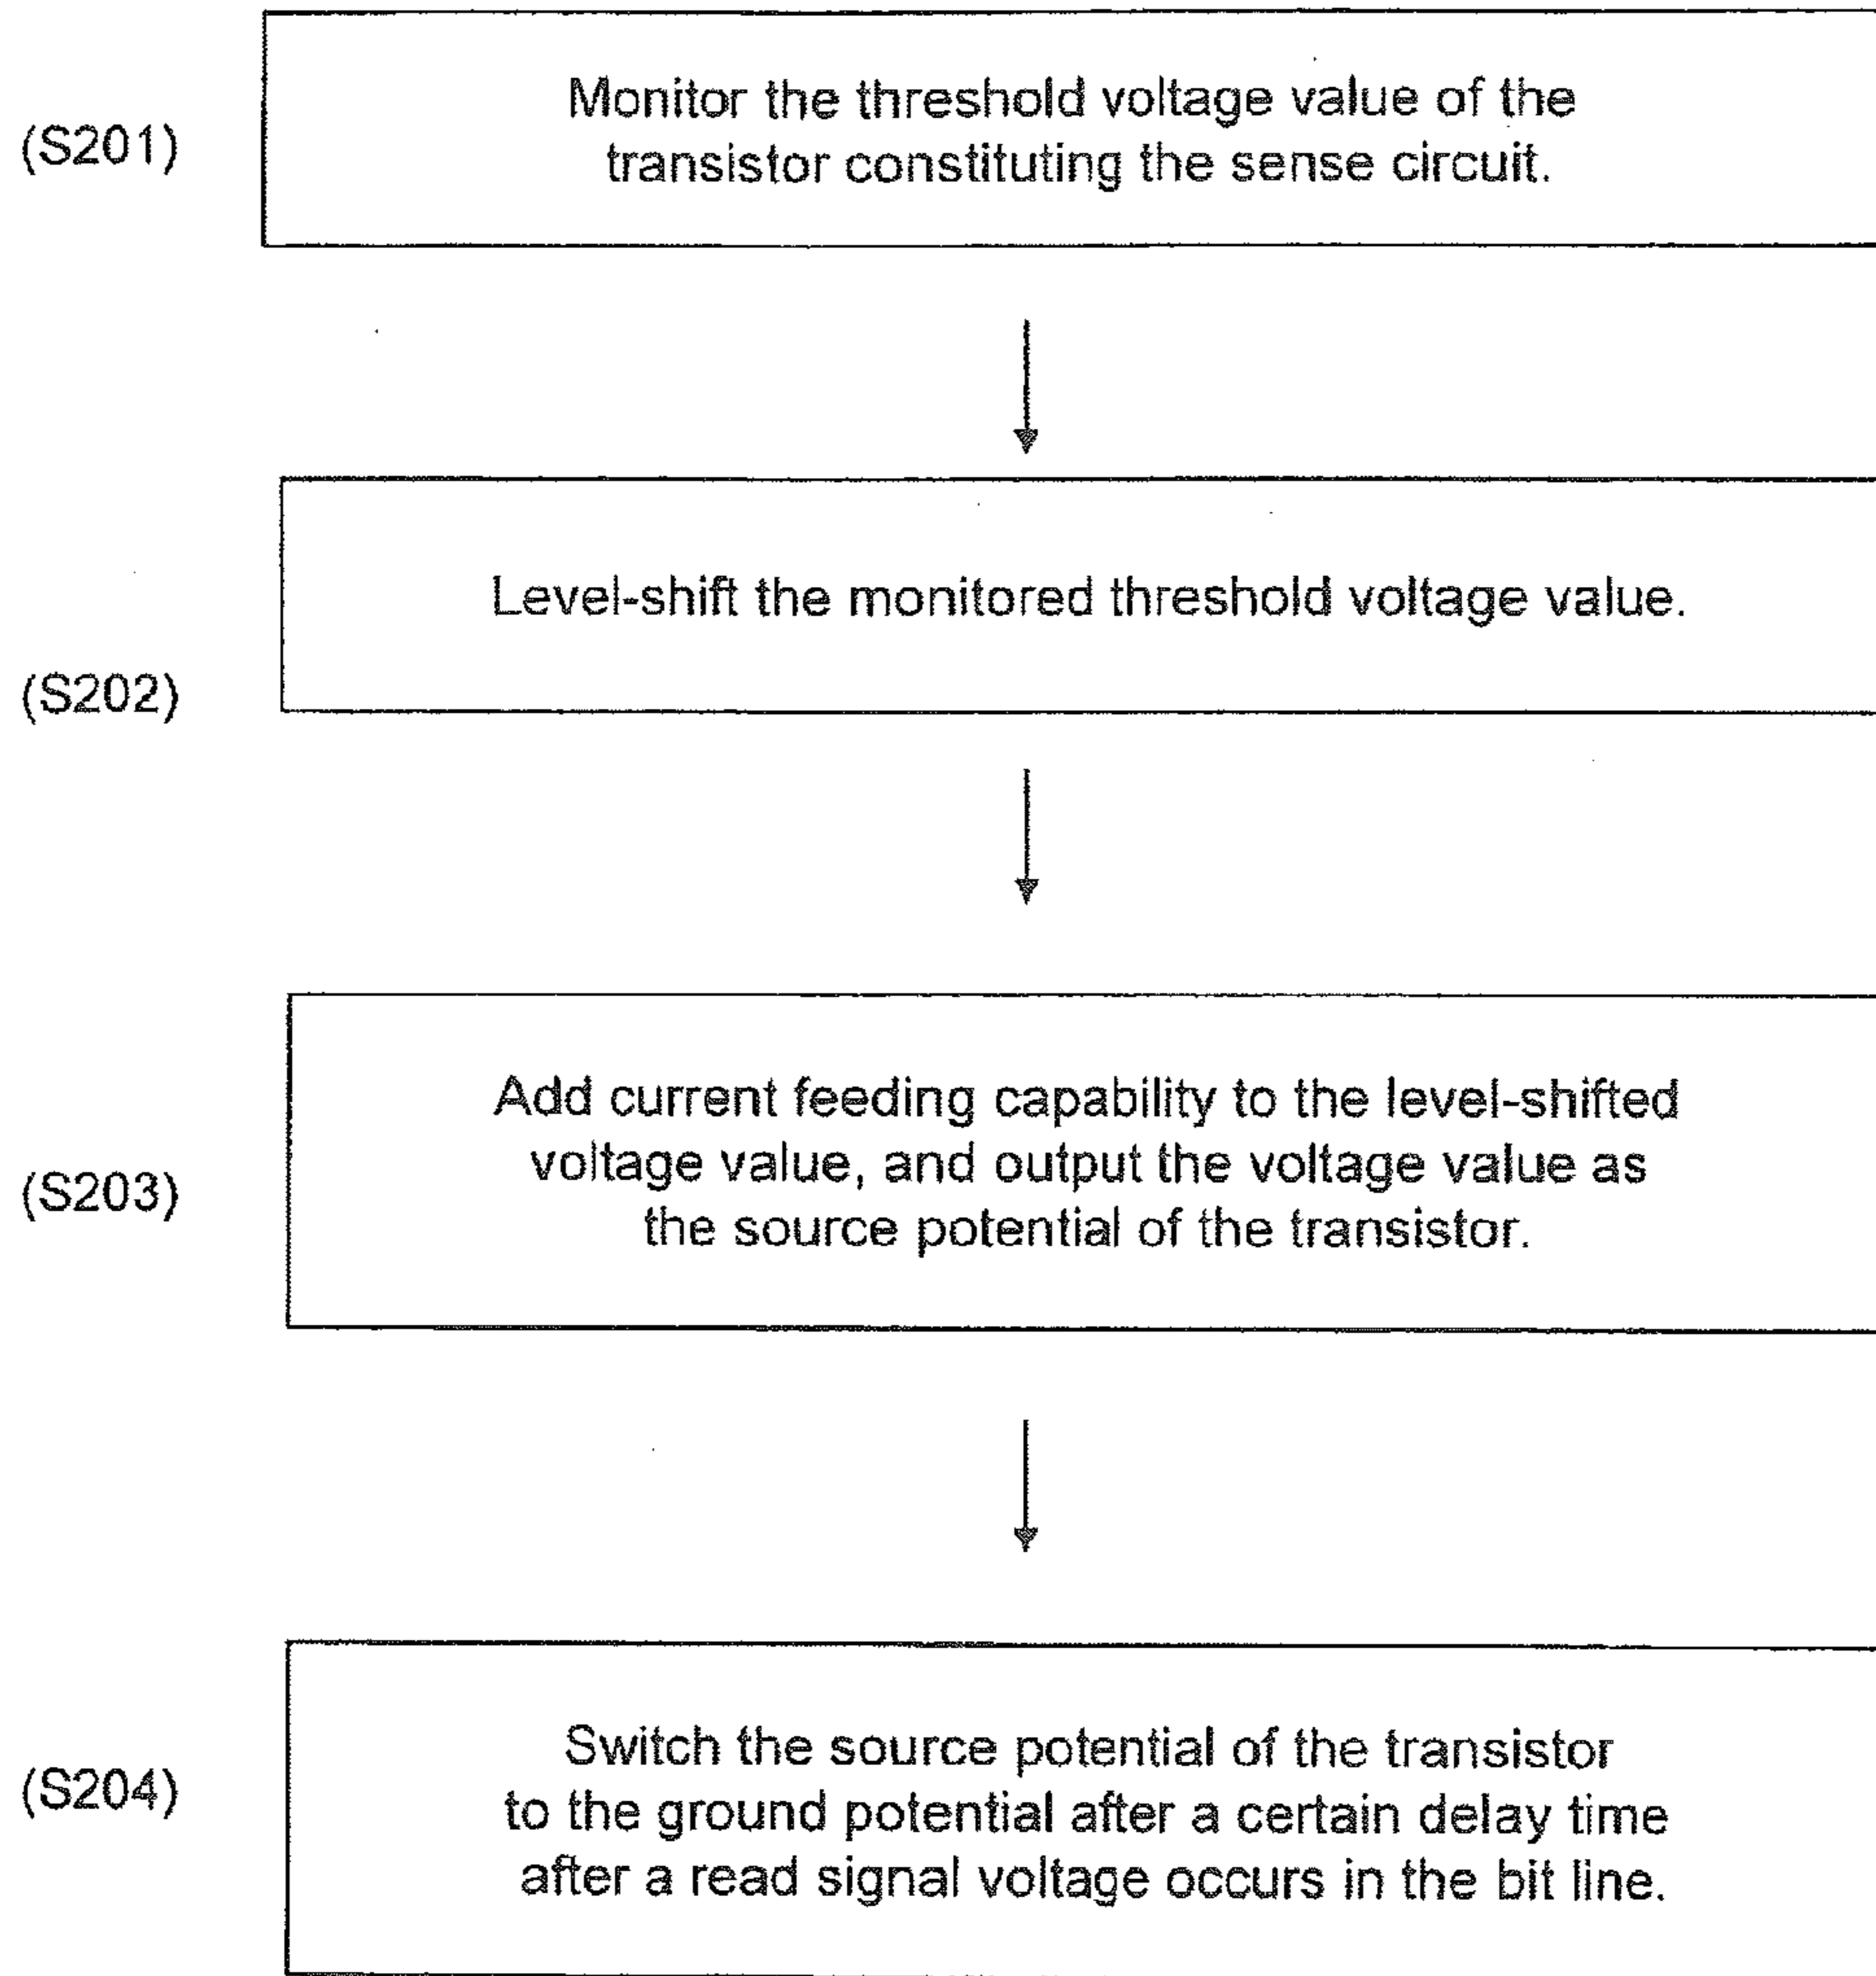 (S201)
Monitor the threshold voltage value of the
transistor constituting the sense circuit.
(S202)
Level-shift the monitored threshold voltage value.
(S203)
Add current feeding capability to the level-shifted
voltage value, and output the voltage value as
the source potential of the transistor.
(S204)
Switch the source potential of the transistor
to the ground potential after a certain delay time
after a read signal voltage occurs in the bit line.